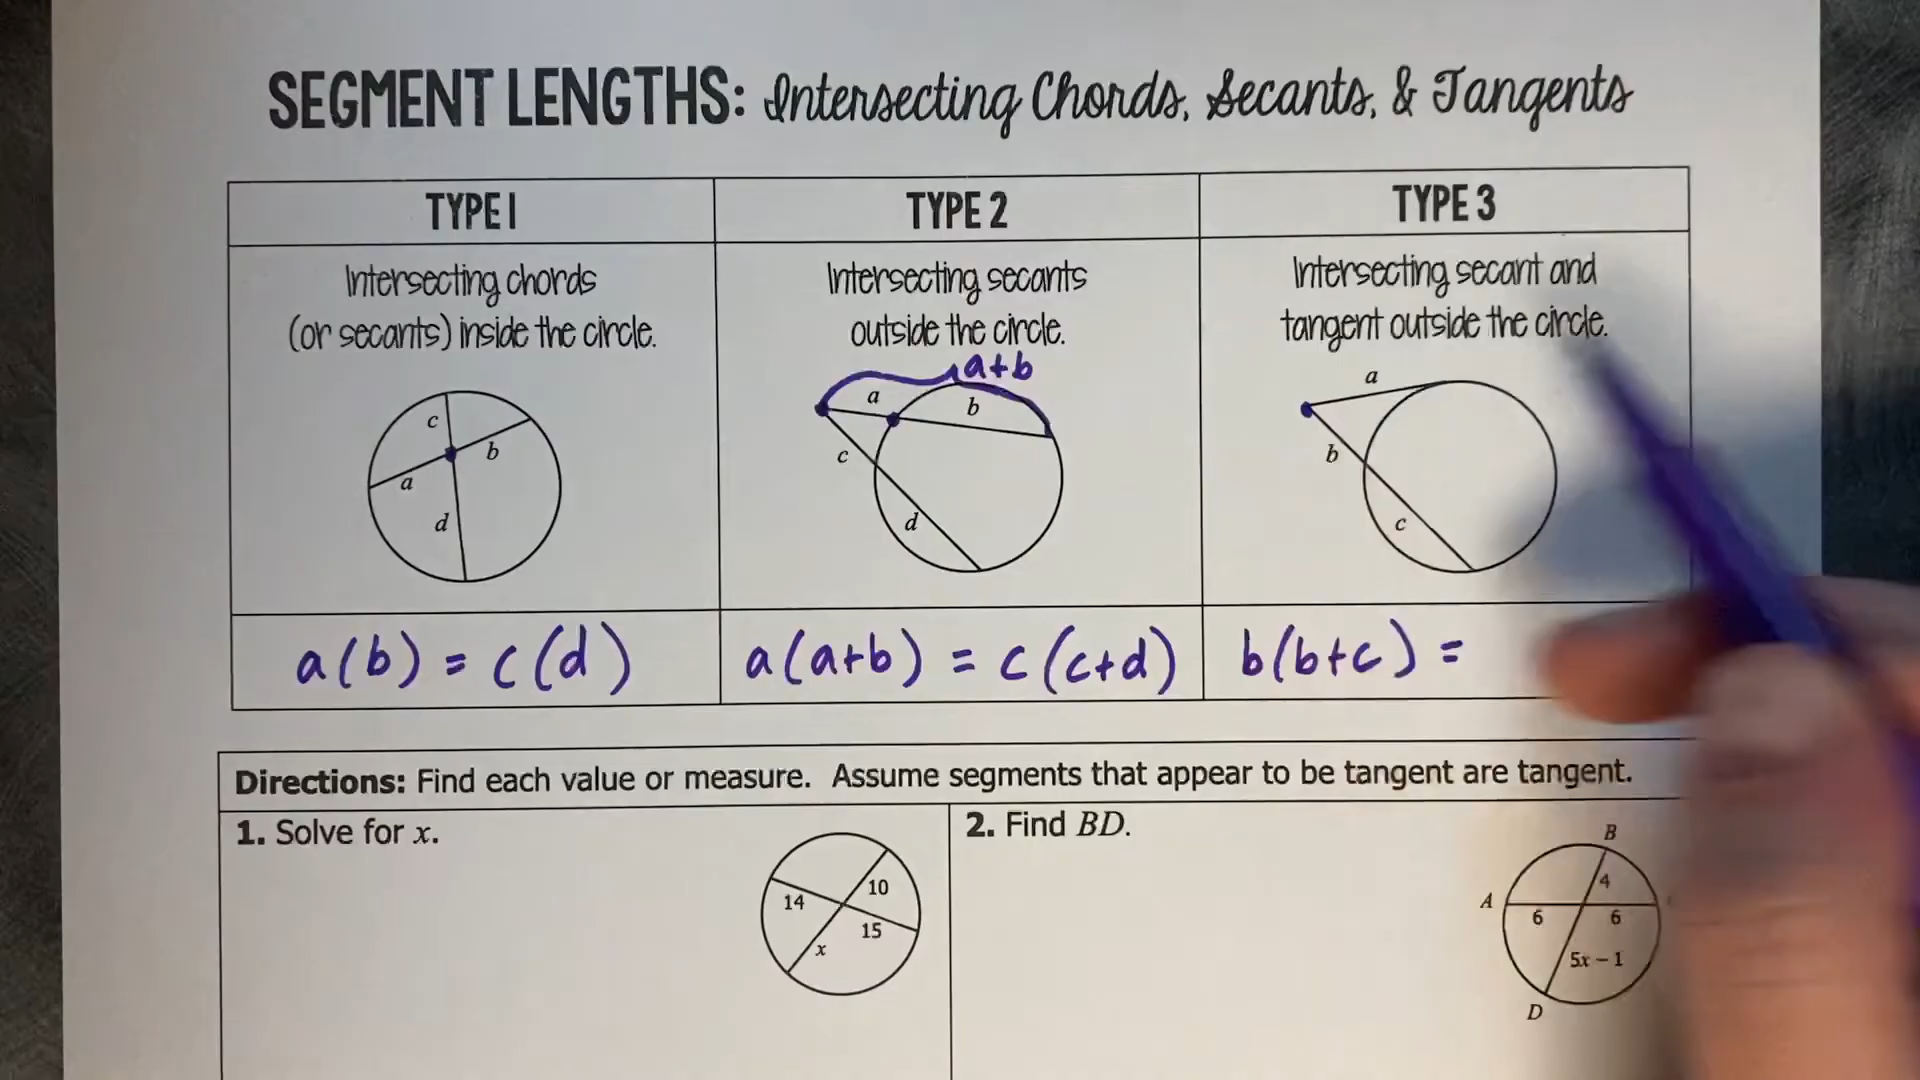 SEGMENT LENGTHS: Intersecting Chords, Secants, & Tangents
TYPE 1
TYPE 2
TYPE 3
Intersecting chords
(or secants) inside the circle.
Intersecting secants
outside the circle.
Intersecting secant and
tangent outside the circle.
c
b
a
d
a+b
a
b
c
d
a
b
c
a(b) = c(d)
a(a+b) = c(c+d)
b(b+c) =
Directions: Find each value or measure. Assume segments that appear to be tangent are tangent.
1. Solve for x.
14
10
15
x
2. Find BD.
B
4
A
6
6
5x – 1
D